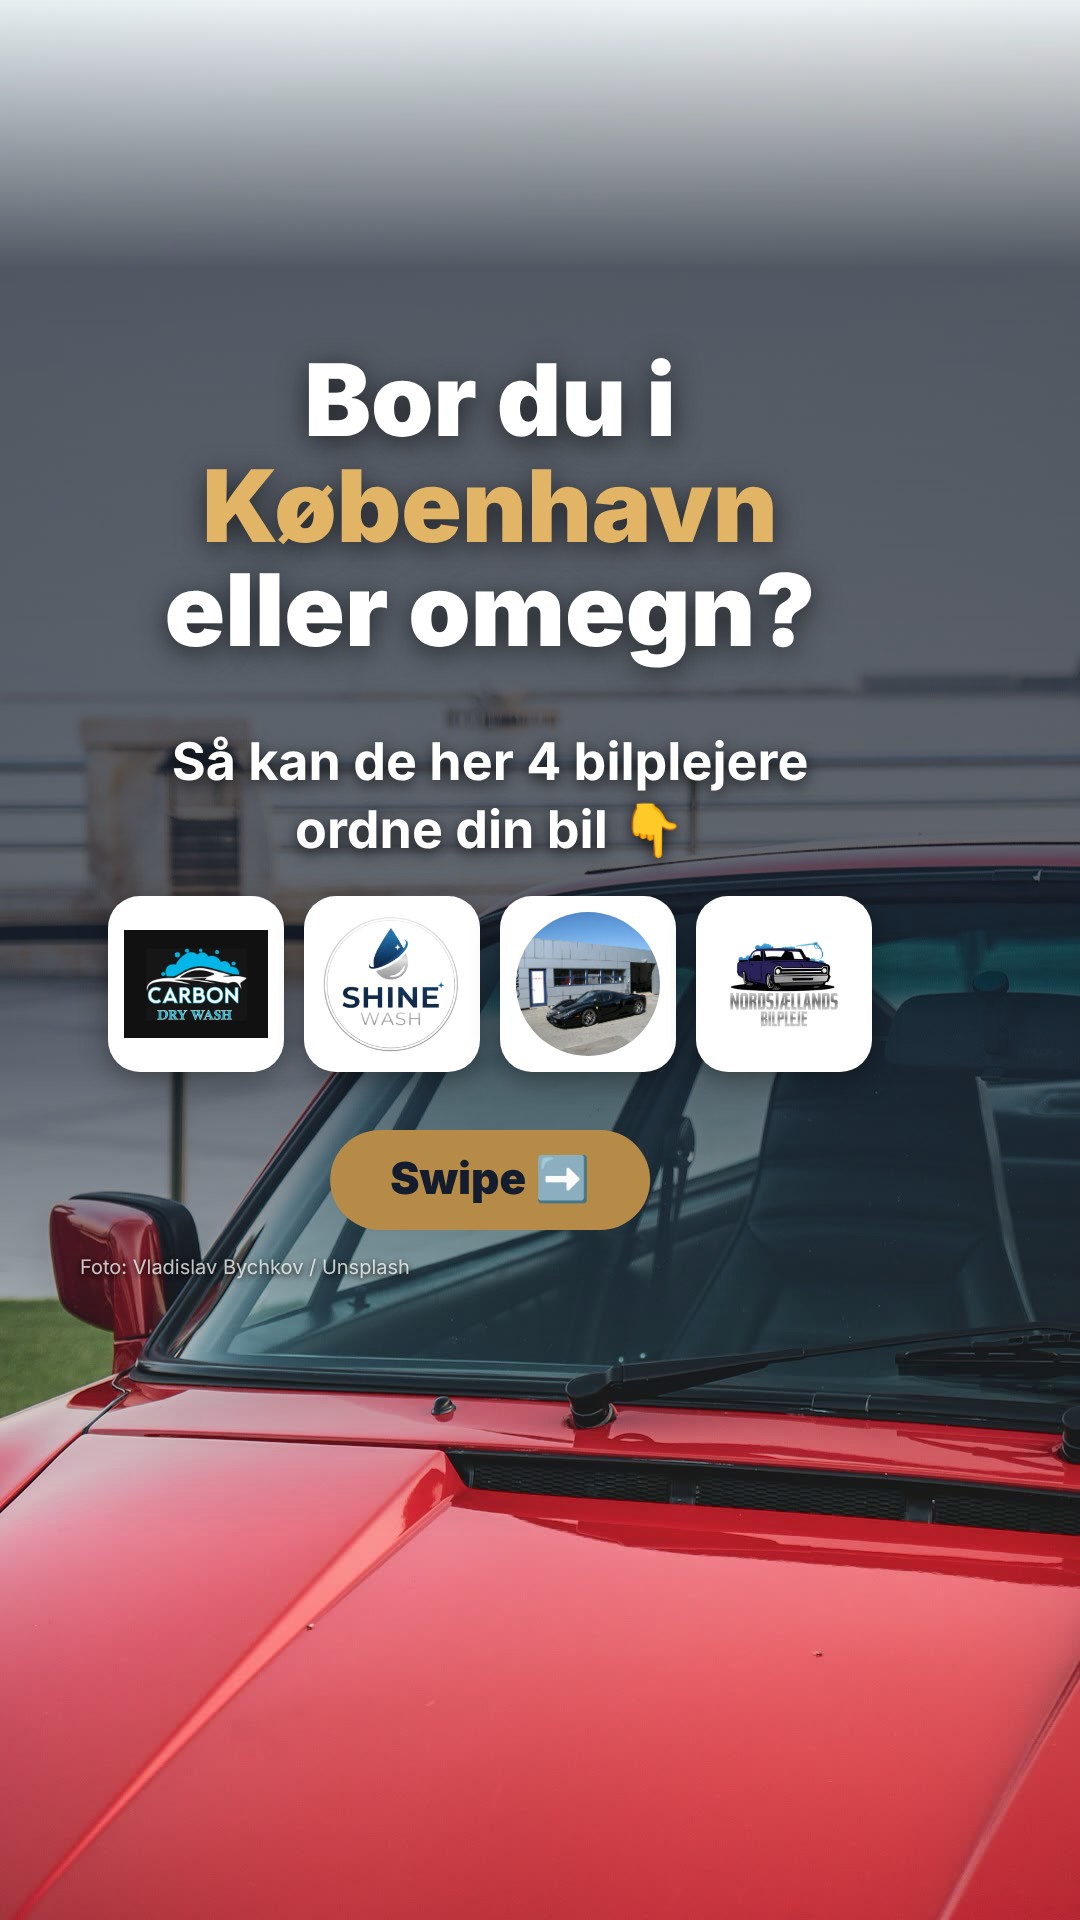 Bor du i
København
eller omegn?
Så kan de her 4 bilplejere
ordne din bil 👇
CARBON
DRY WASH
SHINE
WASH
NORDSJÆLLANDS
BILPLEJE
Swipe ➡️
Foto: Vladislav Bychkov / Unsplash